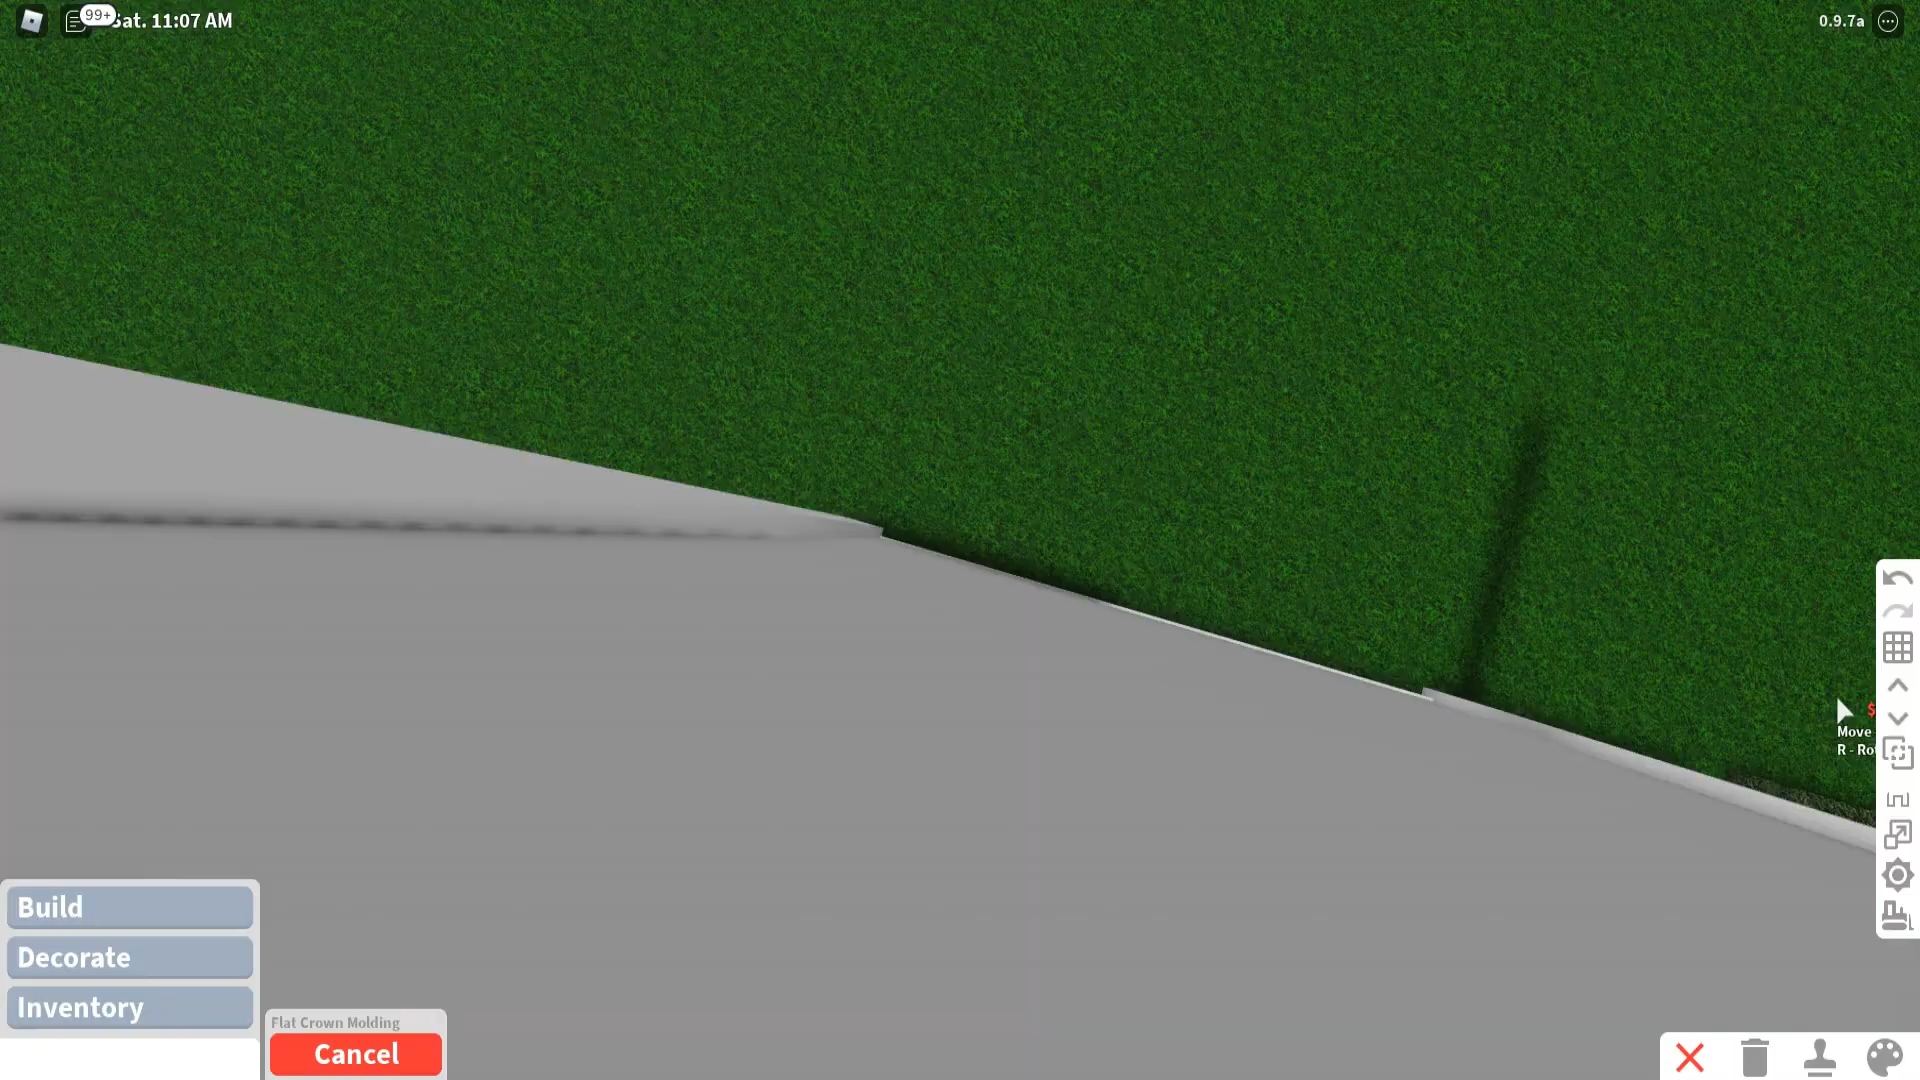 99+
Sat. 11:07 AM
0.9.7a
$
Move
R - Ro
Build
Decorate
Inventory
Flat Crown Molding
Cancel